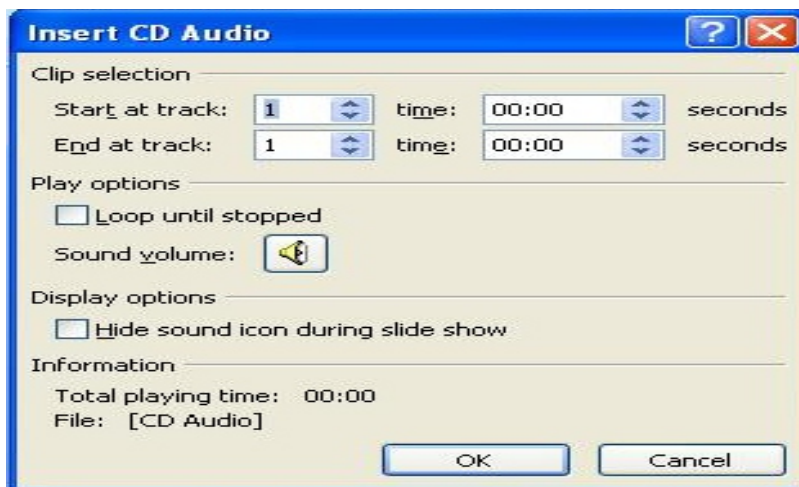 Insert CD Audio
Clip selection
Start at track: 1 time: 00:00 seconds
End at track: 1 time: 00:00 seconds
Play options
Loop until stopped
Sound volume:
Display options
Hide sound icon during slide show
Information
Total playing time: 00:00
File: [CD Audio]
OK Cancel